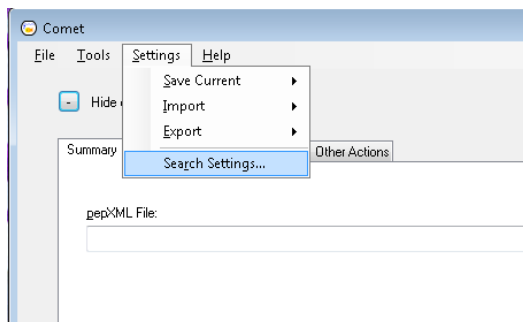 Comet
File Tools Settings Help
Save Current
Hide
Import
Export
Summary
Other Actions
Search Settings...
pepXML File: